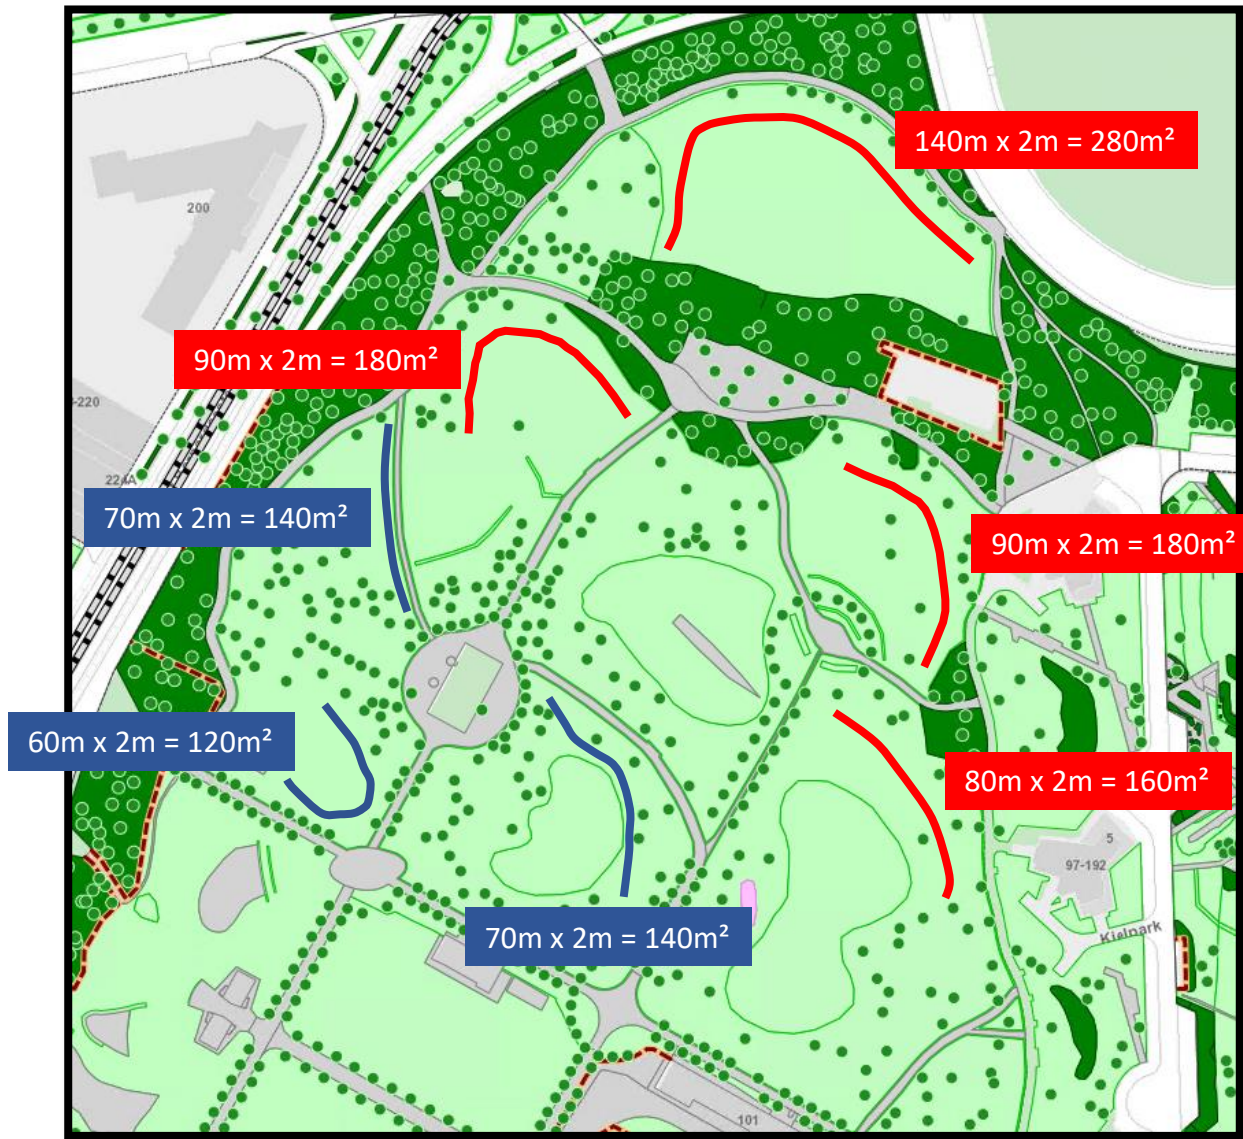 140m x 2m = 280m²
200
90m x 2m = 180m²
-220
224A
70m x 2m = 140m²
90m x 2m = 180m²
60m x 2m = 120m²
80m x 2m = 160m²
5
97-192
70m x 2m = 140m²
Kielpark
101